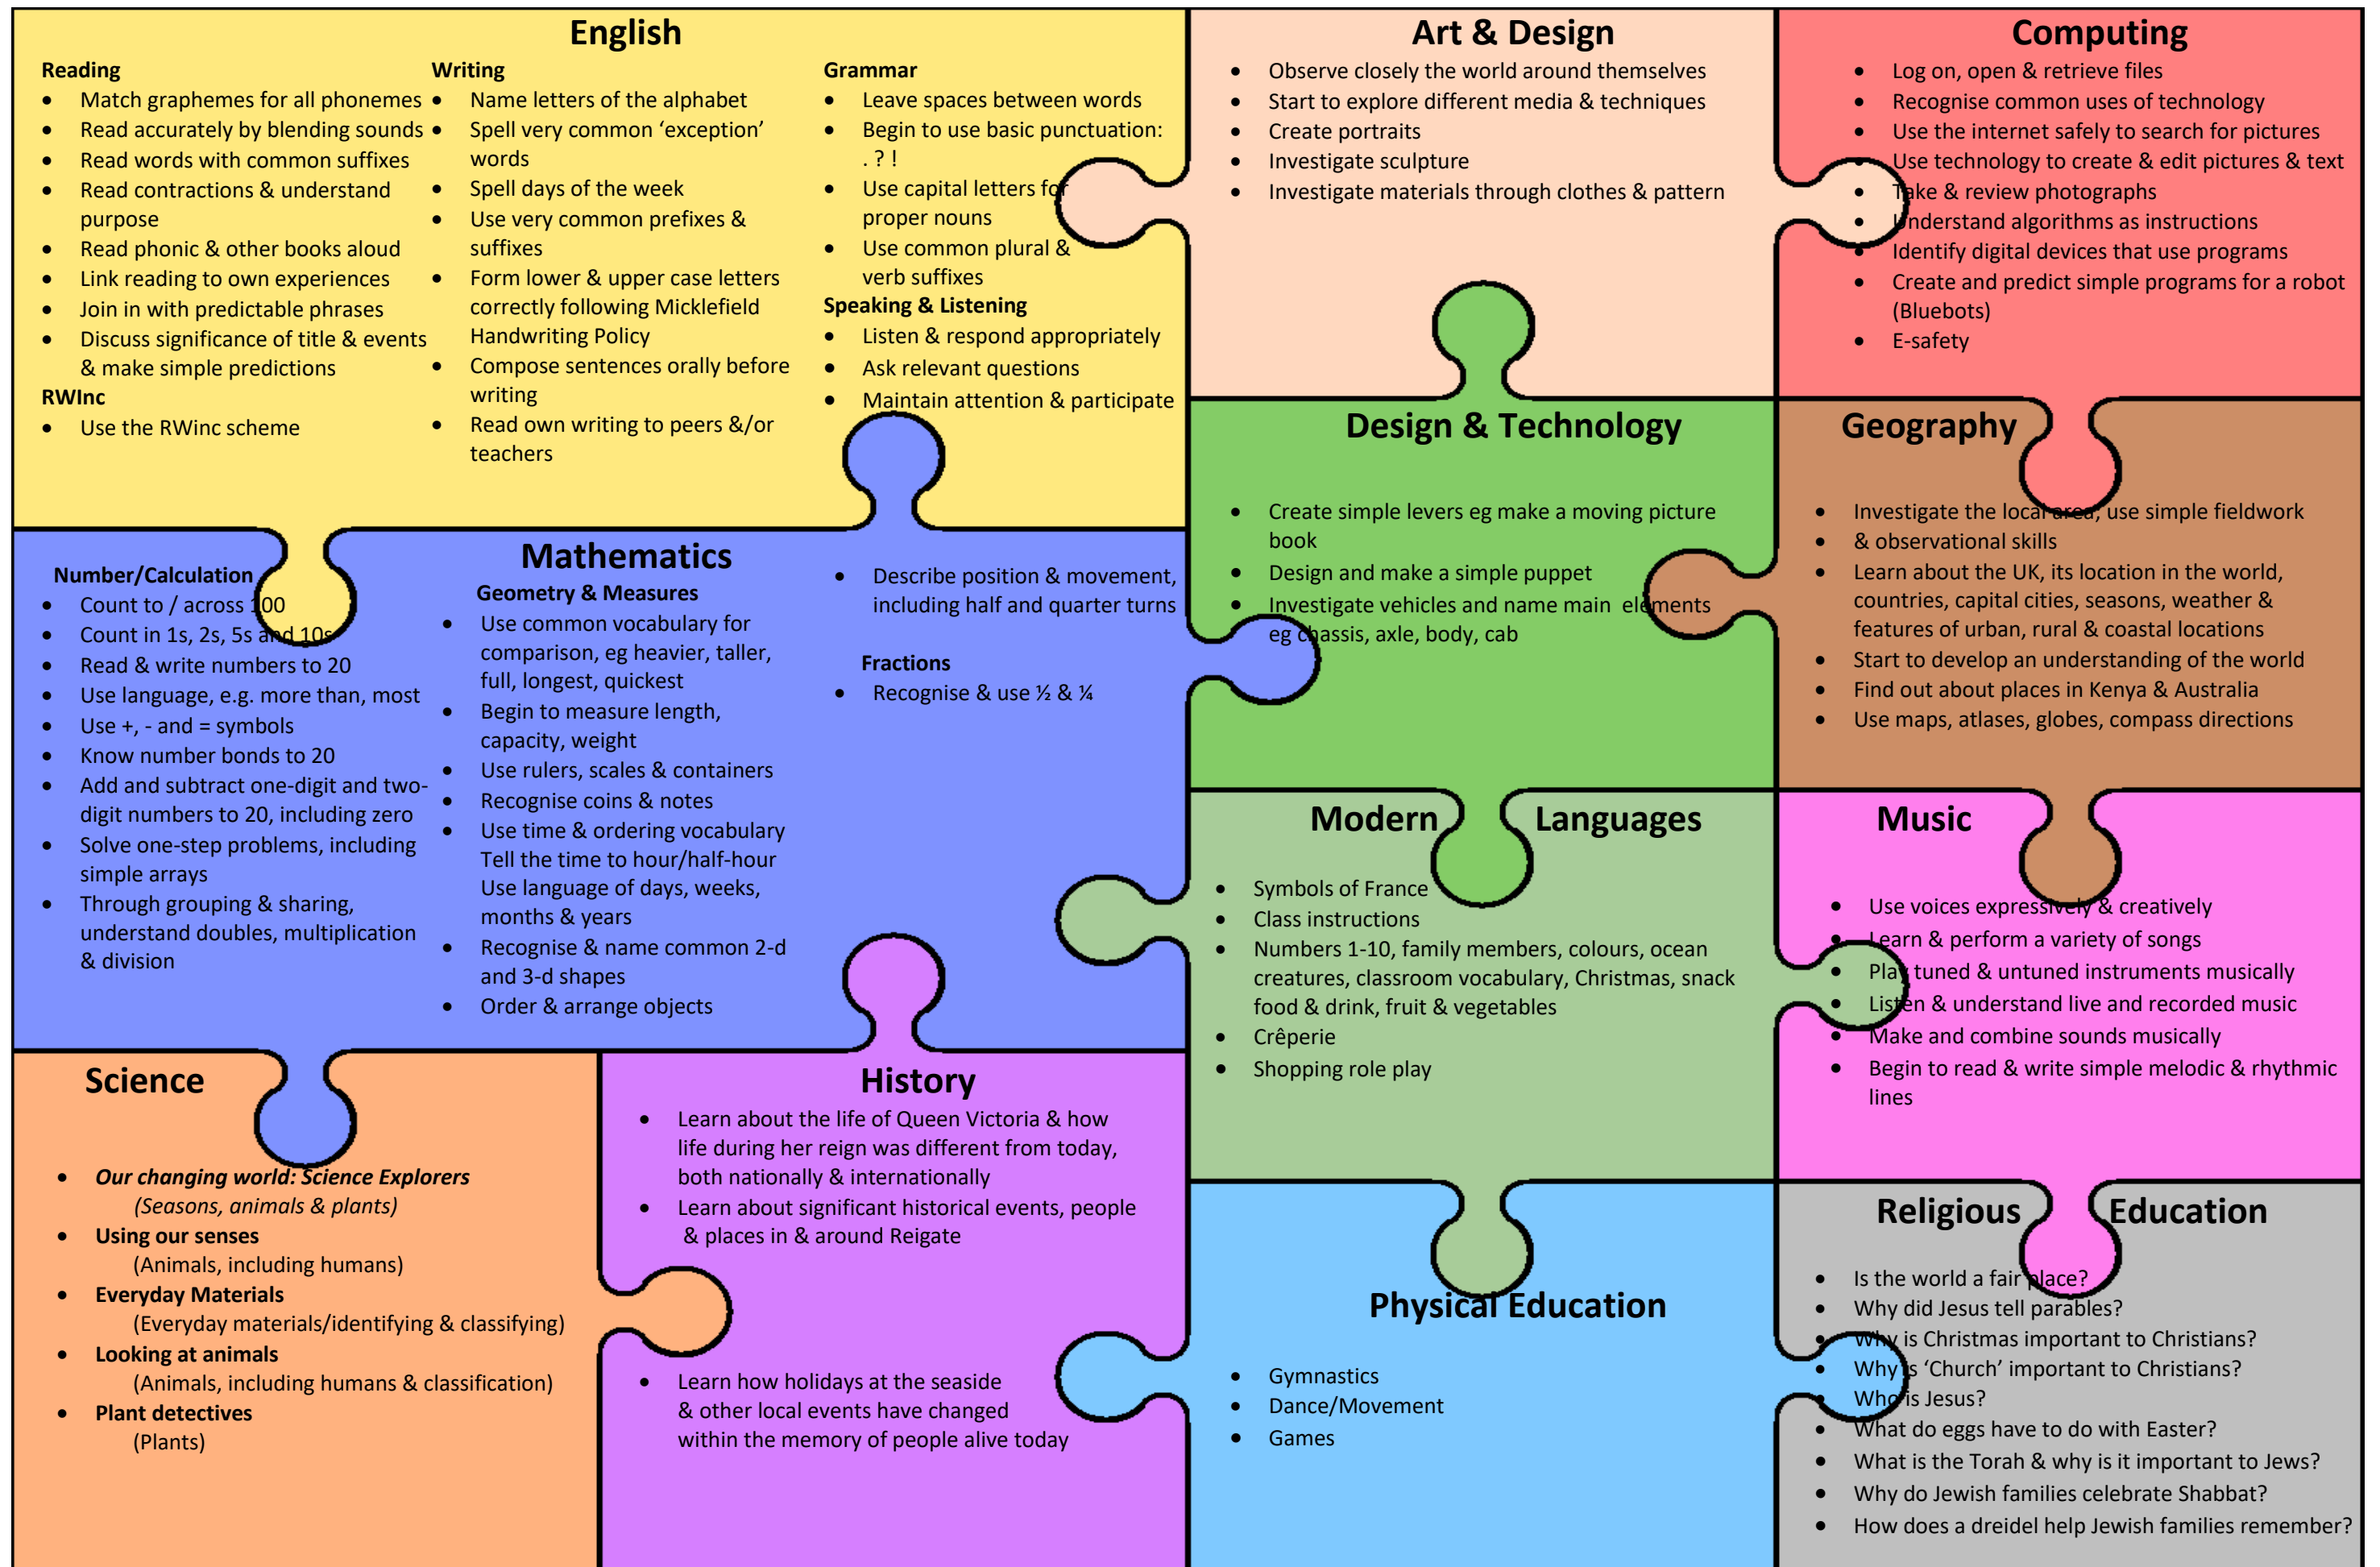 English
Reading
• Match graphemes for all phonemes
• Read accurately by blending sounds
• Read words with common suffixes
• Read contractions & understand
purpose
• Read phonic & other books aloud
• Link reading to own experiences
• Join in with predictable phrases
• Discuss significance of title & events
& make simple predictions
RWInc
• Use the RWinc scheme
Writing
• Name letters of the alphabet
• Spell very common ‘exception’
words
• Spell days of the week
• Use very common prefixes &
suffixes
• Form lower & upper case letters
correctly following Micklefield
Handwriting Policy
• Compose sentences orally before
writing
• Read own writing to peers &/or
teachers
Grammar
• Leave spaces between words
• Begin to use basic punctuation:
. ? !
• Use capital letters for
proper nouns
• Use common plural &
verb suffixes
Speaking & Listening
• Listen & respond appropriately
• Ask relevant questions
• Maintain attention & participate
Art & Design
• Observe closely the world around themselves
• Start to explore different media & techniques
• Create portraits
• Investigate sculpture
• Investigate materials through clothes & pattern
Computing
• Log on, open & retrieve files
• Recognise common uses of technology
• Use the internet safely to search for pictures
• Use technology to create & edit pictures & text
• Take & review photographs
• Understand algorithms as instructions
• Identify digital devices that use programs
• Create and predict simple programs for a robot
(Bluebots)
• E-safety
Design & Technology
• Create simple levers eg make a moving picture
book
• Design and make a simple puppet
• Investigate vehicles and name main elements
eg chassis, axle, body, cab
Geography
• Investigate the local area, use simple fieldwork
• & observational skills
• Learn about the UK, its location in the world,
countries, capital cities, seasons, weather &
features of urban, rural & coastal locations
• Start to develop an understanding of the world
• Find out about places in Kenya & Australia
• Use maps, atlases, globes, compass directions
Mathematics
Number/Calculation
• Count to / across 100
• Count in 1s, 2s, 5s and 10s
• Read & write numbers to 20
• Use language, e.g. more than, most
• Use +, - and = symbols
• Know number bonds to 20
• Add and subtract one-digit and two-
digit numbers to 20, including zero
• Solve one-step problems, including
simple arrays
• Through grouping & sharing,
understand doubles, multiplication
& division
Geometry & Measures
• Use common vocabulary for
comparison, eg heavier, taller,
full, longest, quickest
• Begin to measure length,
capacity, weight
• Use rulers, scales & containers
• Recognise coins & notes
• Use time & ordering vocabulary
Tell the time to hour/half-hour
Use language of days, weeks,
months & years
• Recognise & name common 2-d
and 3-d shapes
• Order & arrange objects
• Describe position & movement,
including half and quarter turns
Fractions
• Recognise & use ½ & ¼
Modern Languages
• Symbols of France
• Class instructions
• Numbers 1-10, family members, colours, ocean
creatures, classroom vocabulary, Christmas, snack
food & drink, fruit & vegetables
• Crêperie
• Shopping role play
Music
• Use voices expressively & creatively
• Learn & perform a variety of songs
• Play tuned & untuned instruments musically
• Listen & understand live and recorded music
• Make and combine sounds musically
• Begin to read & write simple melodic & rhythmic
lines
Science
• Our changing world: Science Explorers
(Seasons, animals & plants)
• Using our senses
(Animals, including humans)
• Everyday Materials
(Everyday materials/identifying & classifying)
• Looking at animals
(Animals, including humans & classification)
• Plant detectives
(Plants)
History
• Learn about the life of Queen Victoria & how
life during her reign was different from today,
both nationally & internationally
• Learn about significant historical events, people
& places in & around Reigate
• Learn how holidays at the seaside
& other local events have changed
within the memory of people alive today
Physical Education
• Gymnastics
• Dance/Movement
• Games
Religious Education
• Is the world a fair place?
• Why did Jesus tell parables?
• Why is Christmas important to Christians?
• Why is ‘Church’ important to Christians?
• Who is Jesus?
• What do eggs have to do with Easter?
• What is the Torah & why is it important to Jews?
• Why do Jewish families celebrate Shabbat?
• How does a dreidel help Jewish families remember?